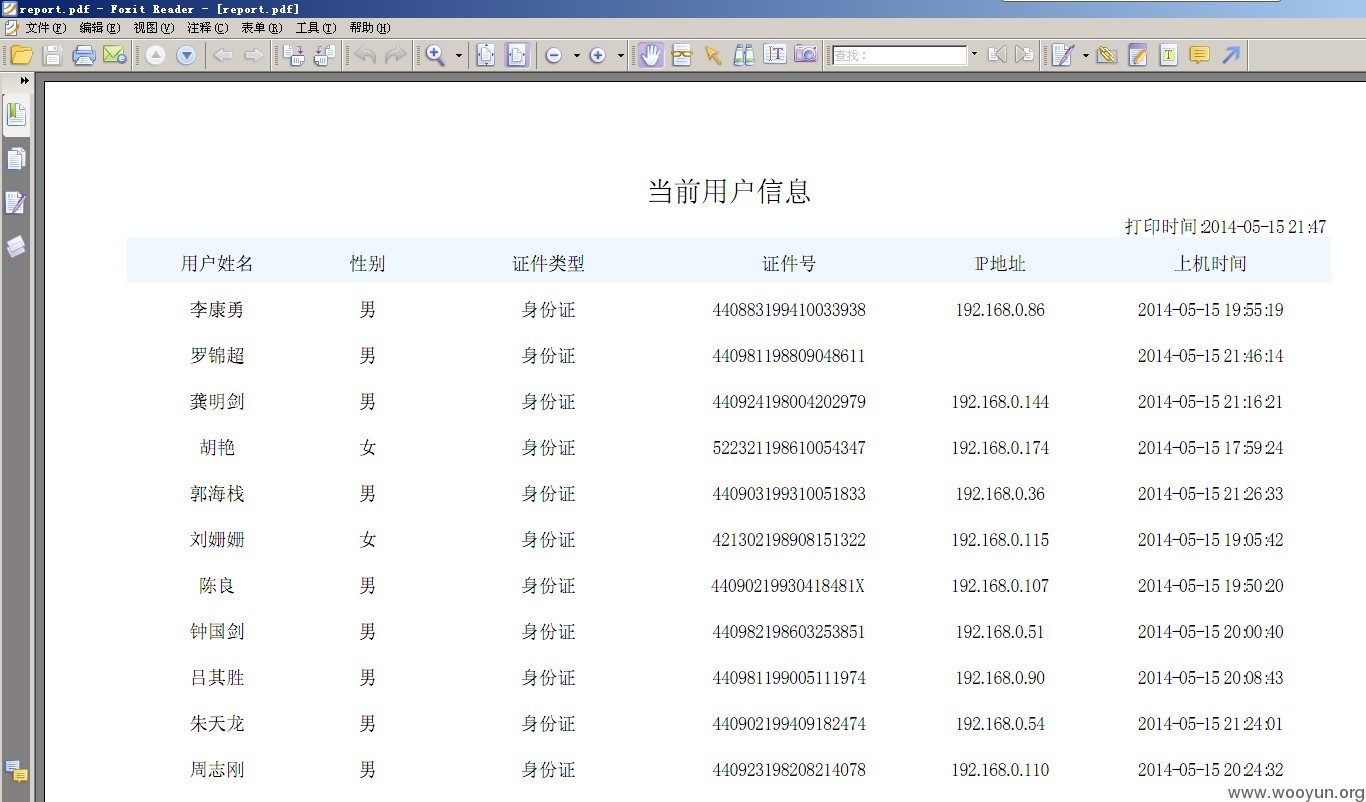 report.pdf - Foxit Reader - [report.pdf]
文件(F) 编辑(E) 视图(V) 注释(C) 表单(R) 工具(T) 帮助(H)
查找:
当前用户信息
打印时间:2014-05-15 21:47
用户姓名 性别 证件类型 证件号 IP地址 上机时间
李康勇 男 身份证 440883199410033938 192.168.0.86 2014-05-15 19:55:19
罗锦超 男 身份证 440981198809048611 2014-05-15 21:46:14
龚明剑 男 身份证 440924198004202979 192.168.0.144 2014-05-15 21:16:21
胡艳 女 身份证 522321198610054347 192.168.0.174 2014-05-15 17:59:24
郭海栈 男 身份证 440903199310051833 192.168.0.36 2014-05-15 21:26:33
刘姗姗 女 身份证 421302198908151322 192.168.0.115 2014-05-15 19:05:42
陈良 男 身份证 44090219930418481X 192.168.0.107 2014-05-15 19:50:20
钟国剑 男 身份证 440982198603253851 192.168.0.51 2014-05-15 20:00:40
吕其胜 男 身份证 440981199005111974 192.168.0.90 2014-05-15 20:08:43
朱天龙 男 身份证 440902199409182474 192.168.0.54 2014-05-15 21:24:01
周志刚 男 身份证 440923198208214078 192.168.0.110 2014-05-15 20:24:32
www.wooyun.org